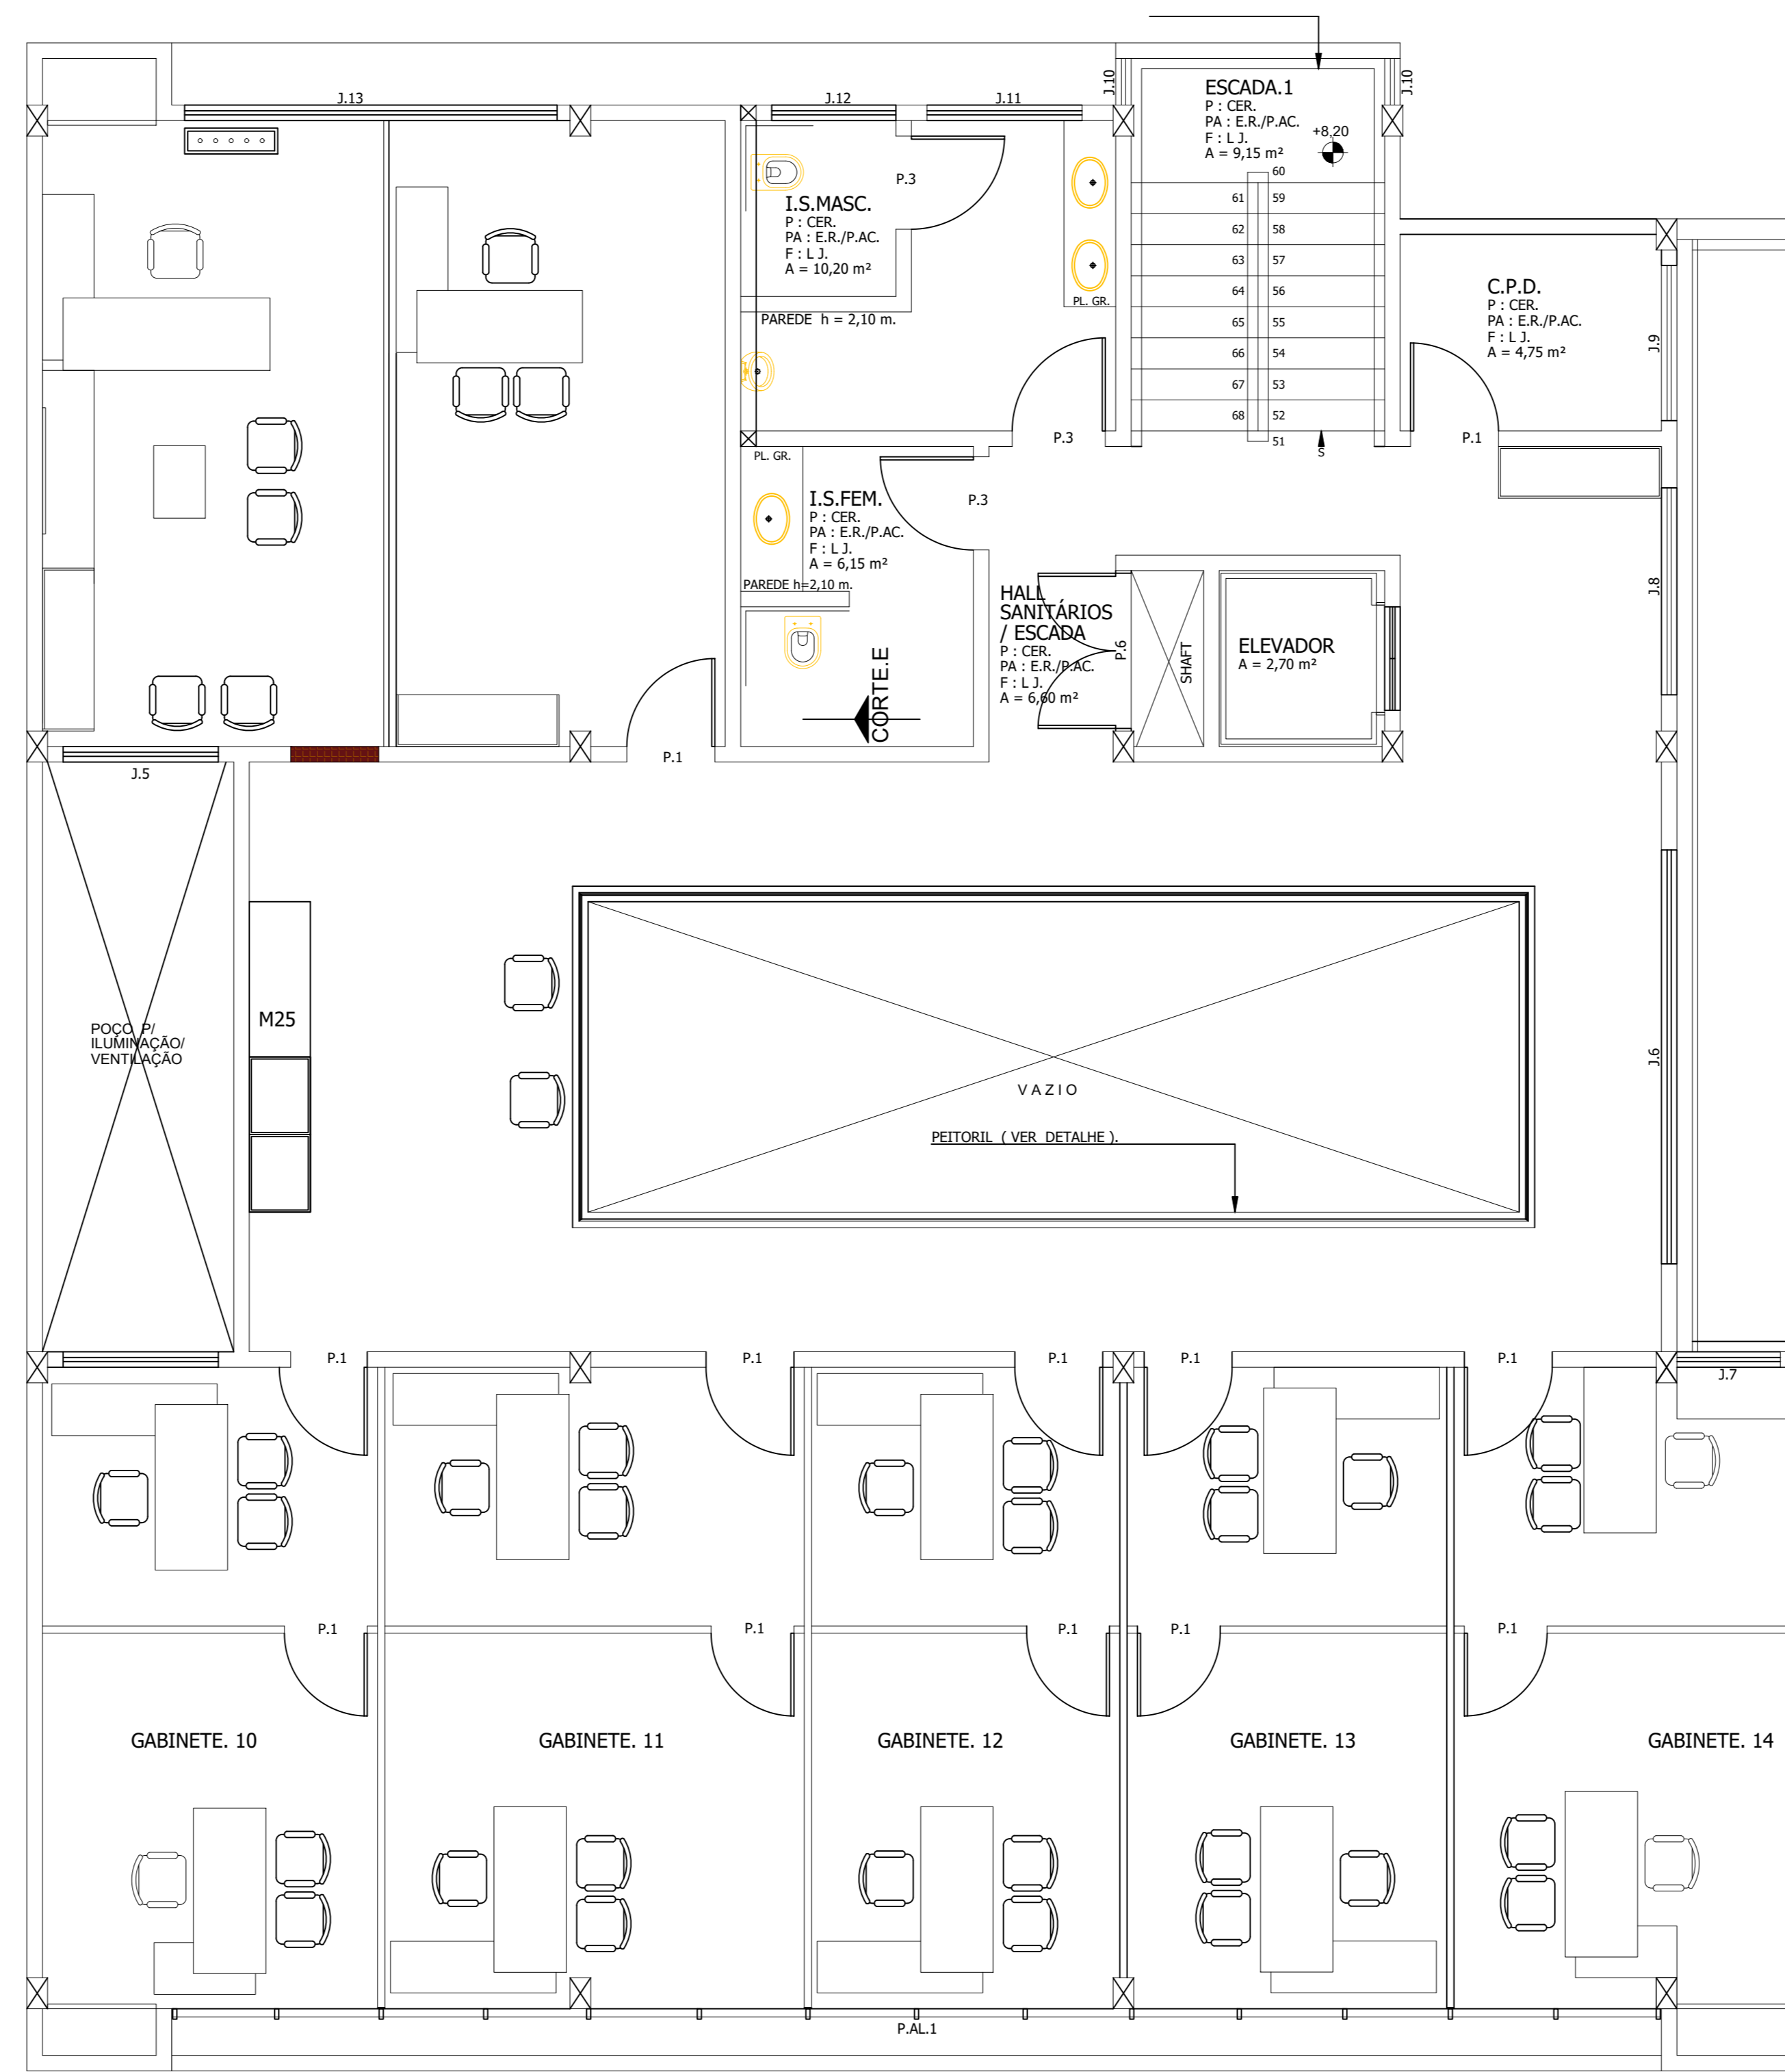 J.13
J.12
J.11
J.10
J.10
ESCADA.1
P : CER.
PA : E.R./P.AC.
F : L J.
A = 9,15 m²
+8,20
60
61
59
62
58
63
57
64
56
65
55
66
54
67
53
68
52
51
S
P.3
I.S.MASC.
P : CER.
PA : E.R./P.AC.
F : L J.
A = 10,20 m²
PL. GR.
PAREDE h = 2,10 m.
C.P.D.
P : CER.
PA : E.R./P.AC.
F : L J.
A = 4,75 m²
J.9
P.3
P.1
PL. GR.
I.S.FEM.
P : CER.
PA : E.R./P.AC.
F : L J.
A = 6,15 m²
P.3
PAREDE h=2,10 m.
HALL
SANITÁRIOS
/ ESCADA
P : CER.
PA : E.R./P.AC.
F : L J.
A = 6,60 m²
P.6
SHAFT
ELEVADOR
A = 2,70 m²
J.8
CORTE.E
P.1
J.5
POÇO P/
ILUMINAÇÃO/
VENTILAÇÃO
M25
VAZIO
PEITORIL ( VER DETALHE ).
J.6
P.1
P.1
P.1
P.1
P.1
J.7
P.1
P.1
P.1
P.1
P.1
GABINETE. 10
GABINETE. 11
GABINETE. 12
GABINETE. 13
GABINETE. 14
P.AL.1